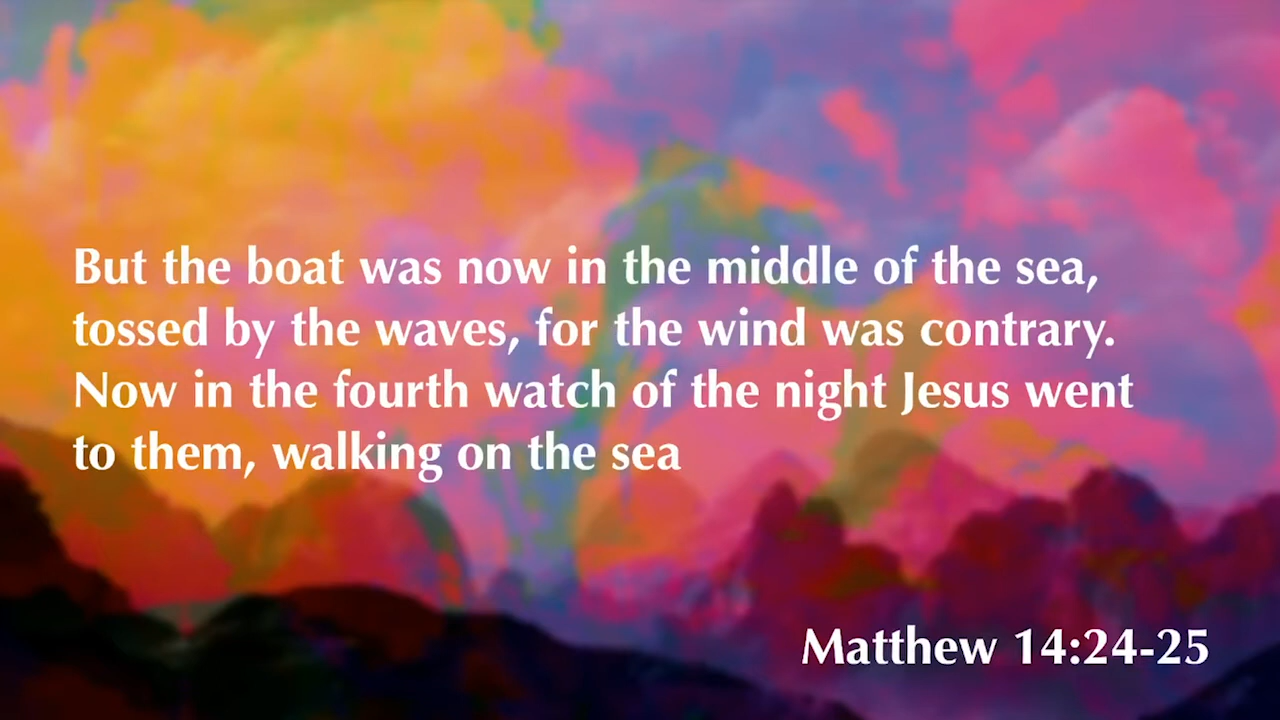 But the boat was now in the middle of the sea,
tossed by the waves, for the wind was contrary.
Now in the fourth watch of the night Jesus went
to them, walking on the sea
Matthew 14:24-25